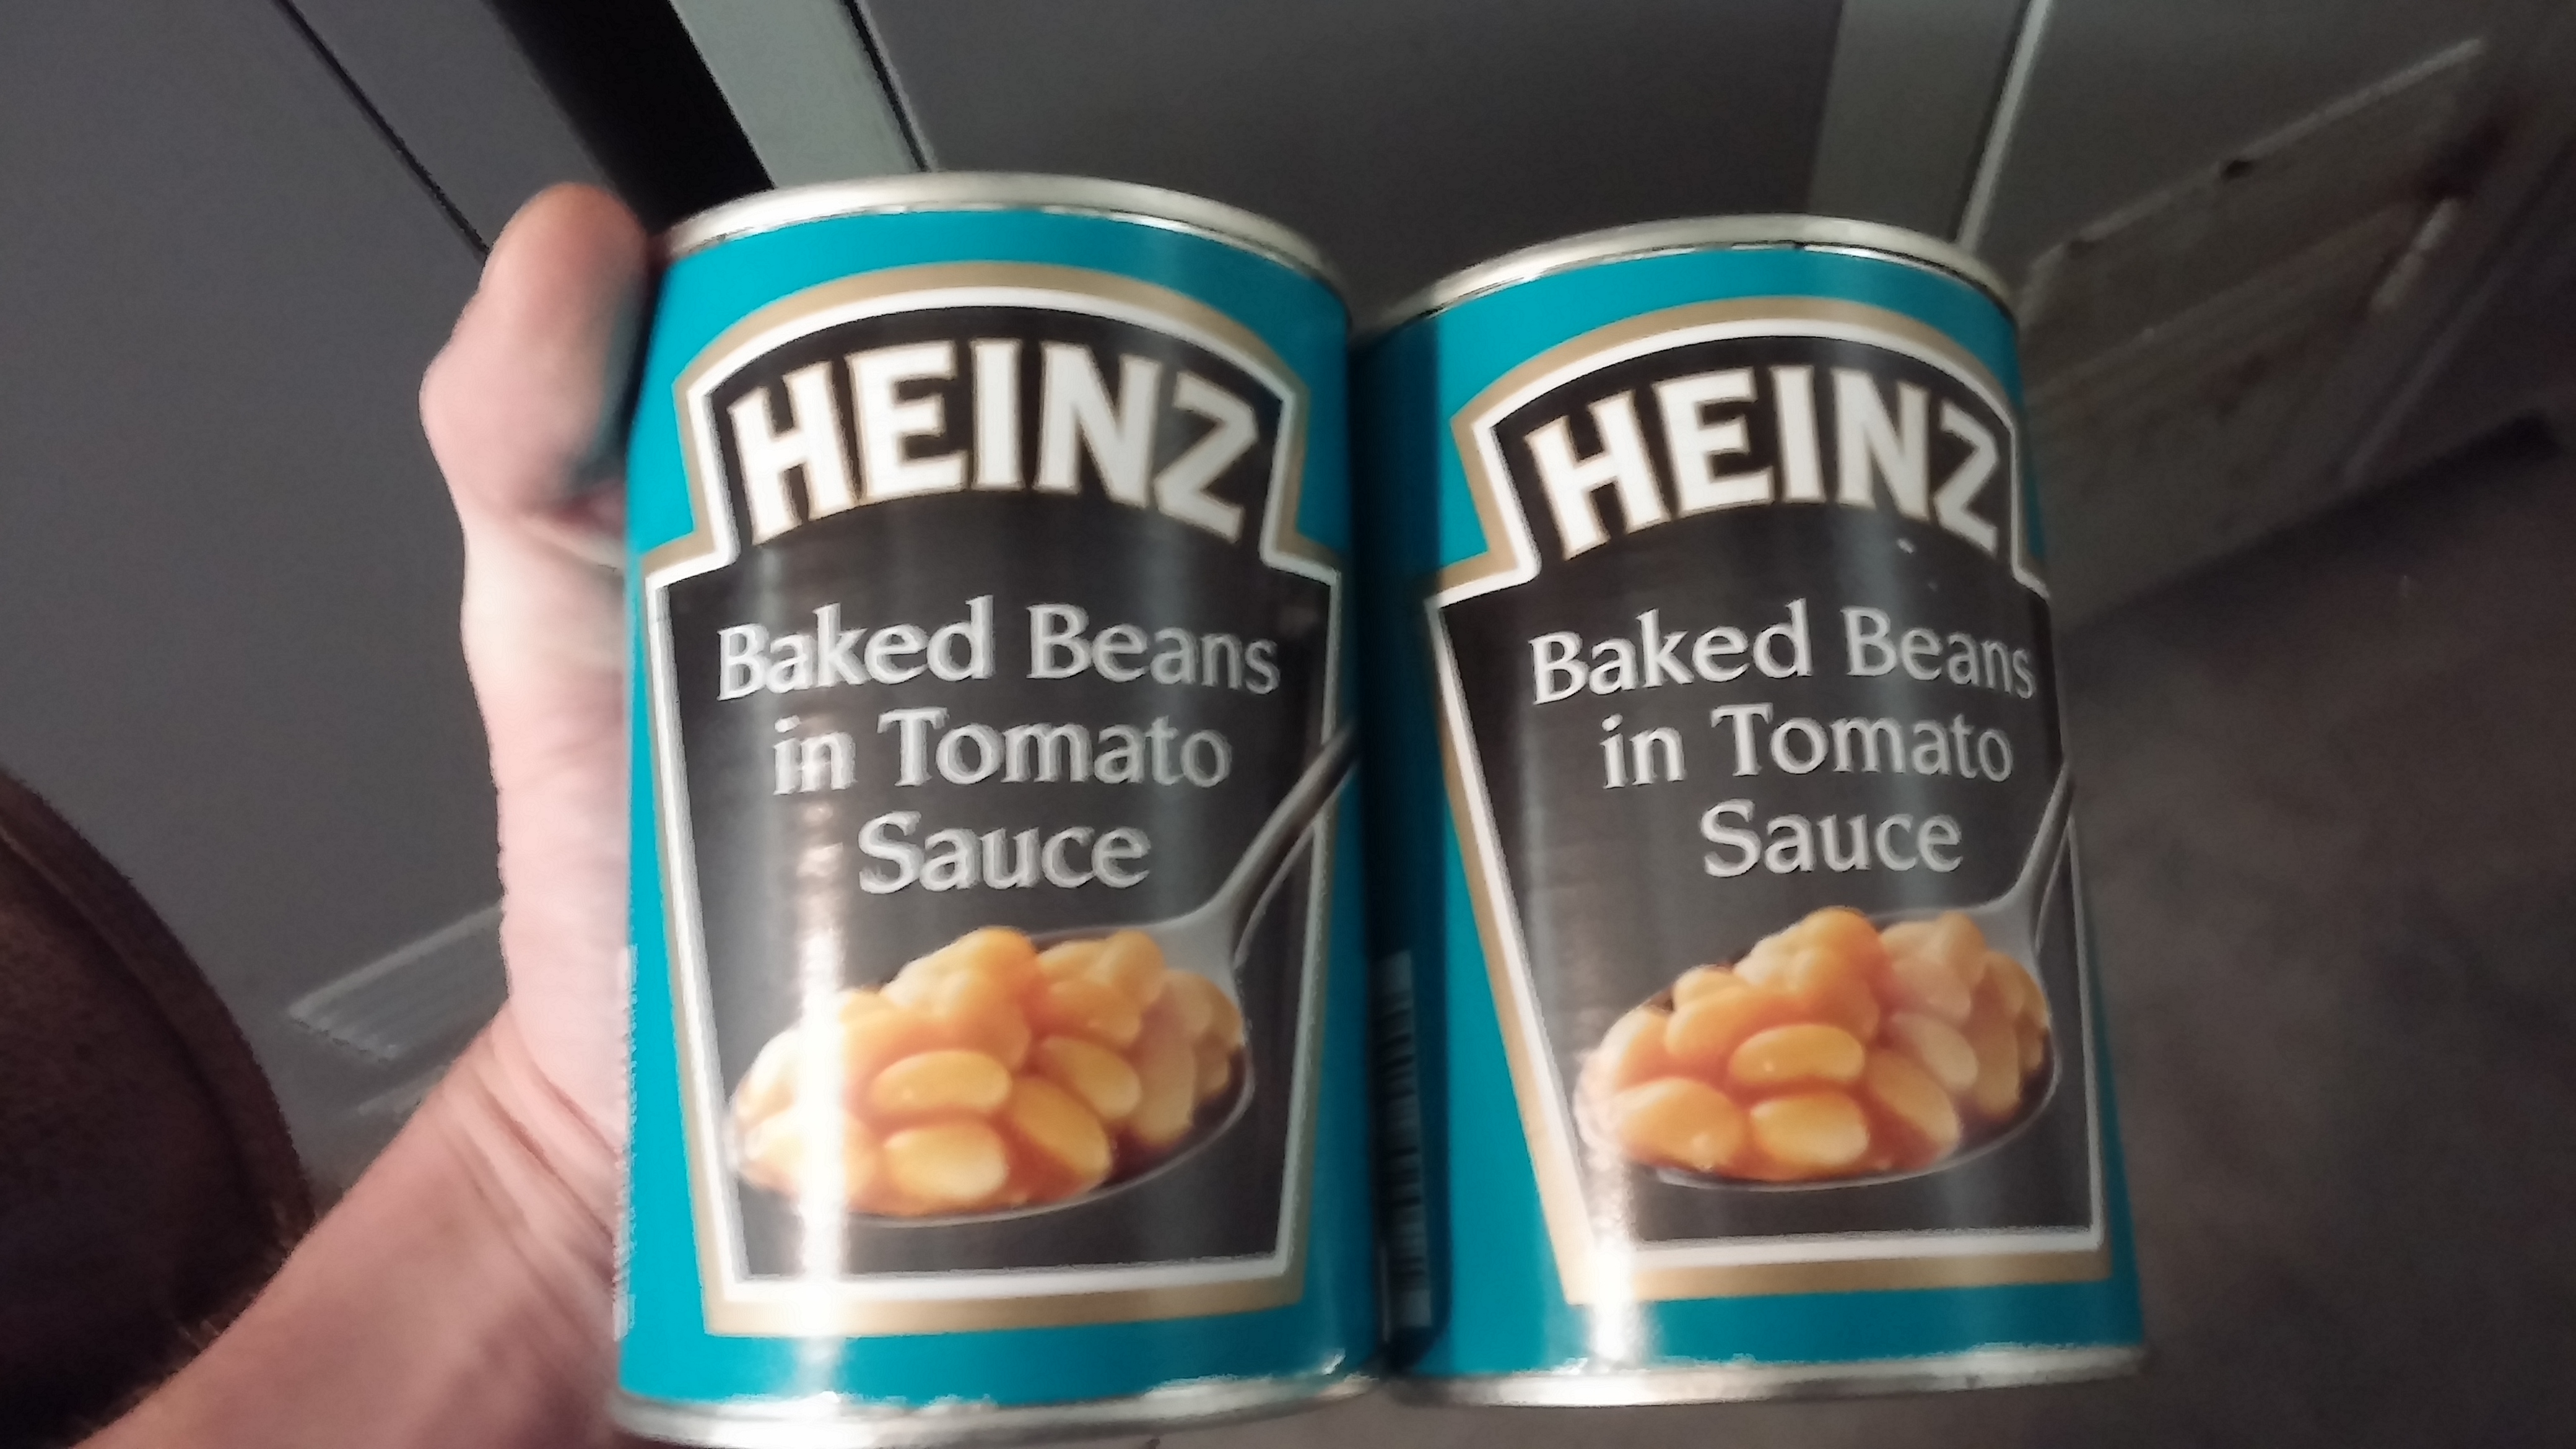 HEINZ
Baked Beans
in Tomato
Sauce
HEINZ
Baked Beans
in Tomato
Sauce